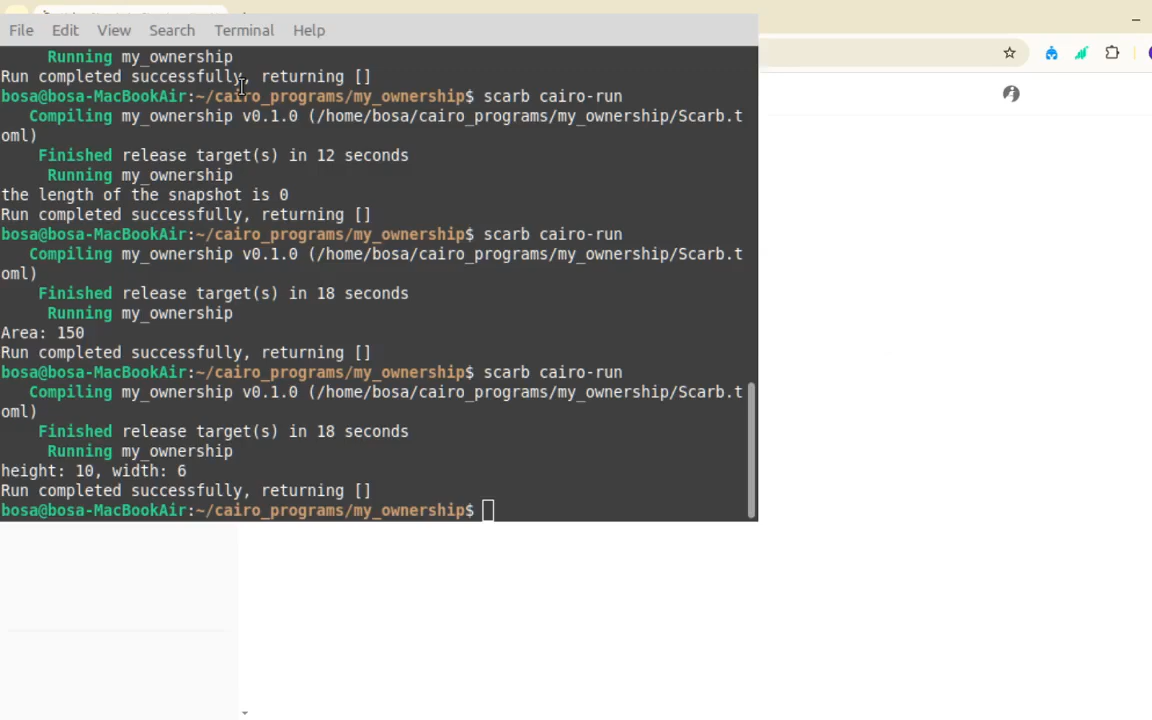 File Edit View Search Terminal Help
Running my_ownership
Run completed successfully, returning []
bosa@bosa-MacBookAir:~/cairo_programs/my_ownership$ scarb cairo-run
Compiling my_ownership v0.1.0 (/home/bosa/cairo_programs/my_ownership/Scarb.t
oml)
Finished release target(s) in 12 seconds
Running my_ownership
the length of the snapshot is 0
Run completed successfully, returning []
bosa@bosa-MacBookAir:~/cairo_programs/my_ownership$ scarb cairo-run
Compiling my_ownership v0.1.0 (/home/bosa/cairo_programs/my_ownership/Scarb.t
oml)
Finished release target(s) in 18 seconds
Running my_ownership
Area: 150
Run completed successfully, returning []
bosa@bosa-MacBookAir:~/cairo_programs/my_ownership$ scarb cairo-run
Compiling my_ownership v0.1.0 (/home/bosa/cairo_programs/my_ownership/Scarb.t
oml)
Finished release target(s) in 18 seconds
Running my_ownership
height: 10, width: 6
Run completed successfully, returning []
bosa@bosa-MacBookAir:~/cairo_programs/my_ownership$